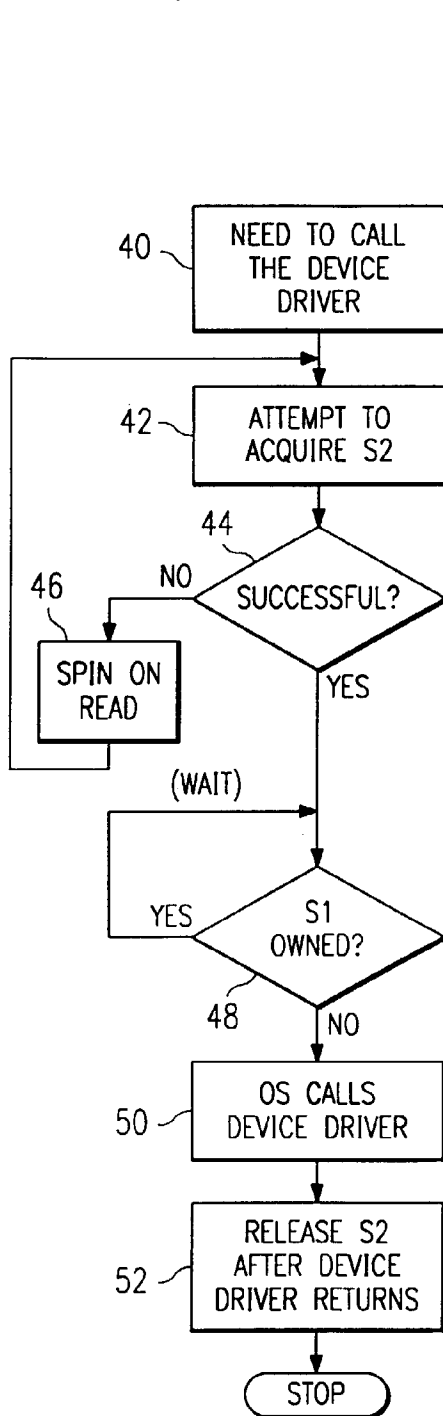 40
NEED TO CALL
THE DEVICE
DRIVER
42
ATTEMPT TO
ACQUIRE S2
44
SUCCESSFUL?
NO
YES
46
SPIN ON
READ
(WAIT)
S1
OWNED?
YES
48
NO
50
OS CALLS
DEVICE DRIVER
52
RELEASE S2
AFTER DEVICE
DRIVER RETURNS
STOP